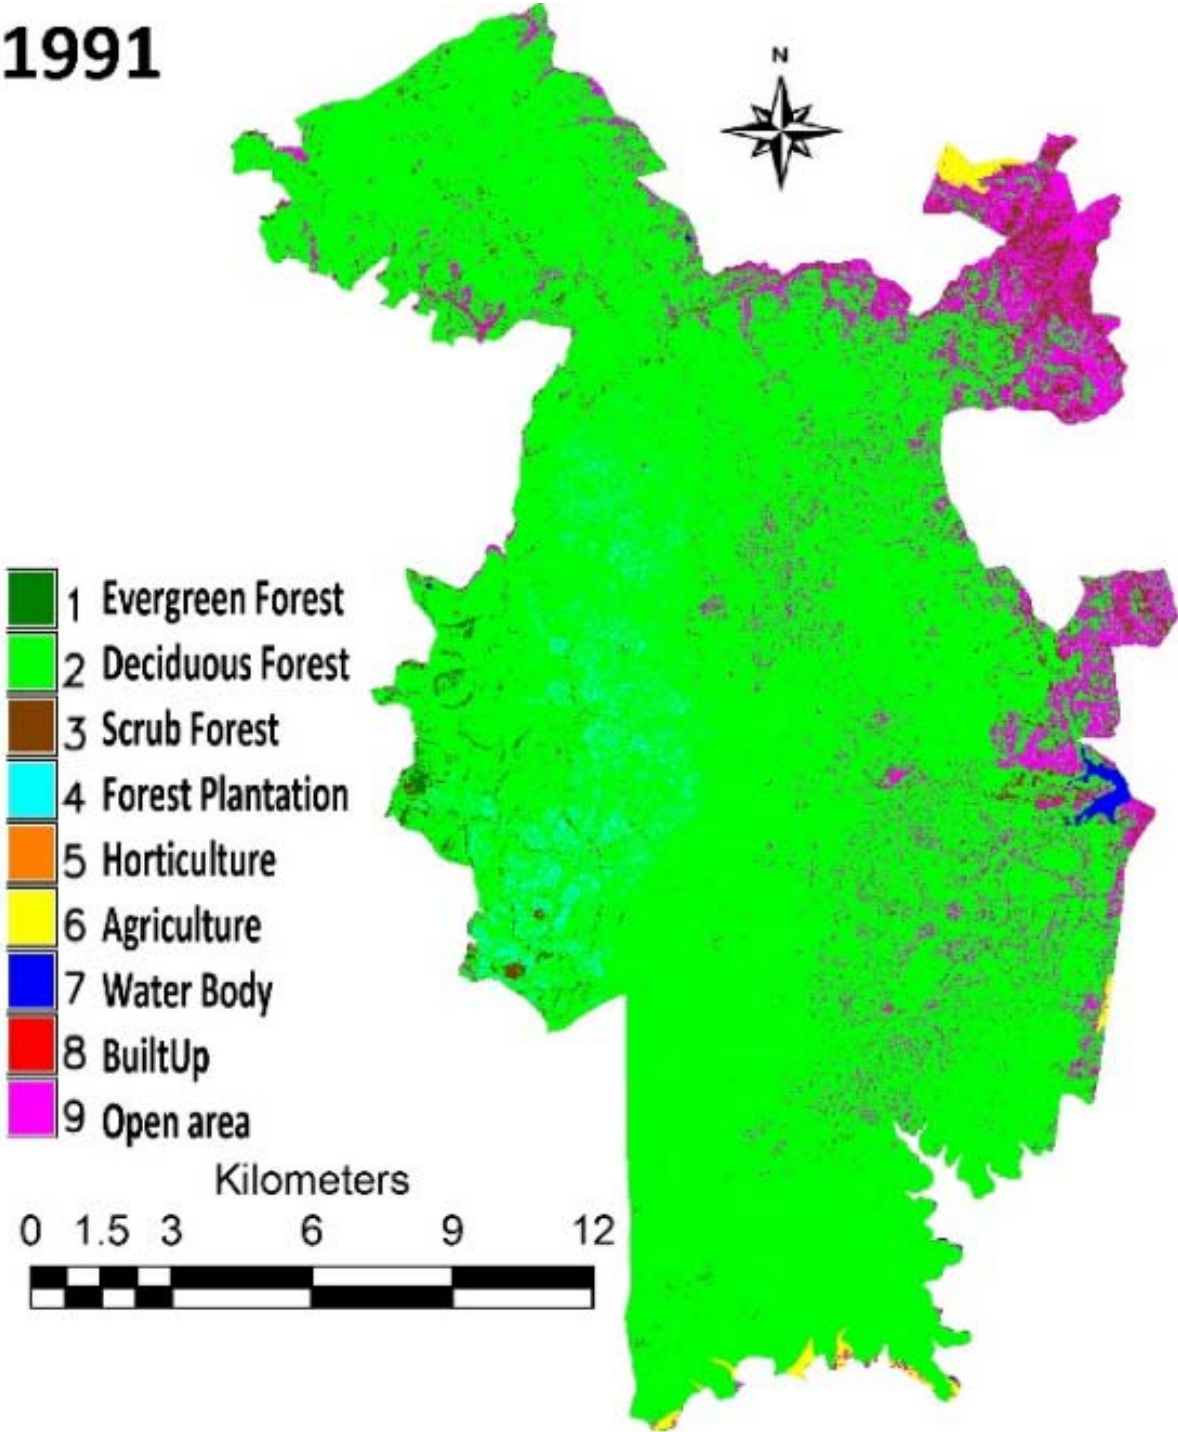 1991
N
1 Evergreen Forest
2 Deciduous Forest
3 Scrub Forest
4 Forest Plantation
5 Horticulture
6 Agriculture
7 Water Body
8 BuiltUp
9 Open area
Kilometers
0 1.5 3 6 9 12